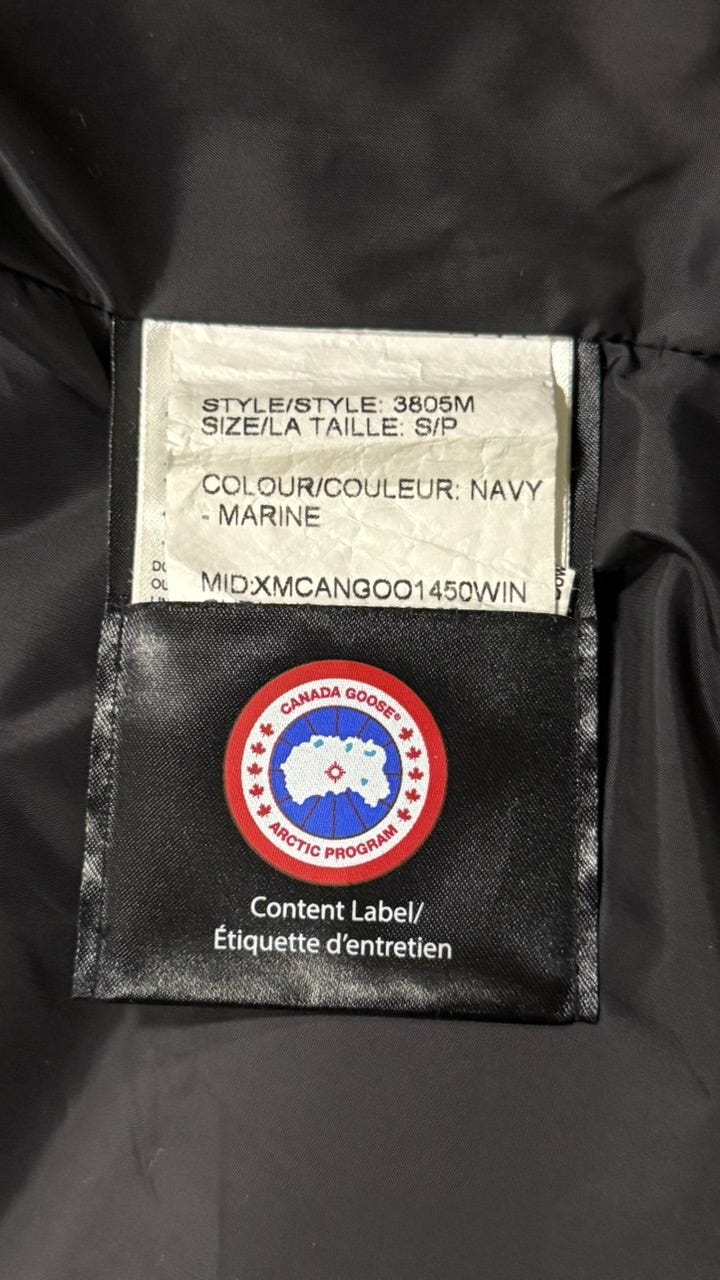 STYLE/STYLE: 3805M
SIZE/LA TAILLE: S/P
COLOUR/COULEUR: NAVY
- MARINE
MID:XMCANGOO1450WIN
CANADA GOOSE®
ARCTIC PROGRAM
Content Label/
Étiquette d'entretien